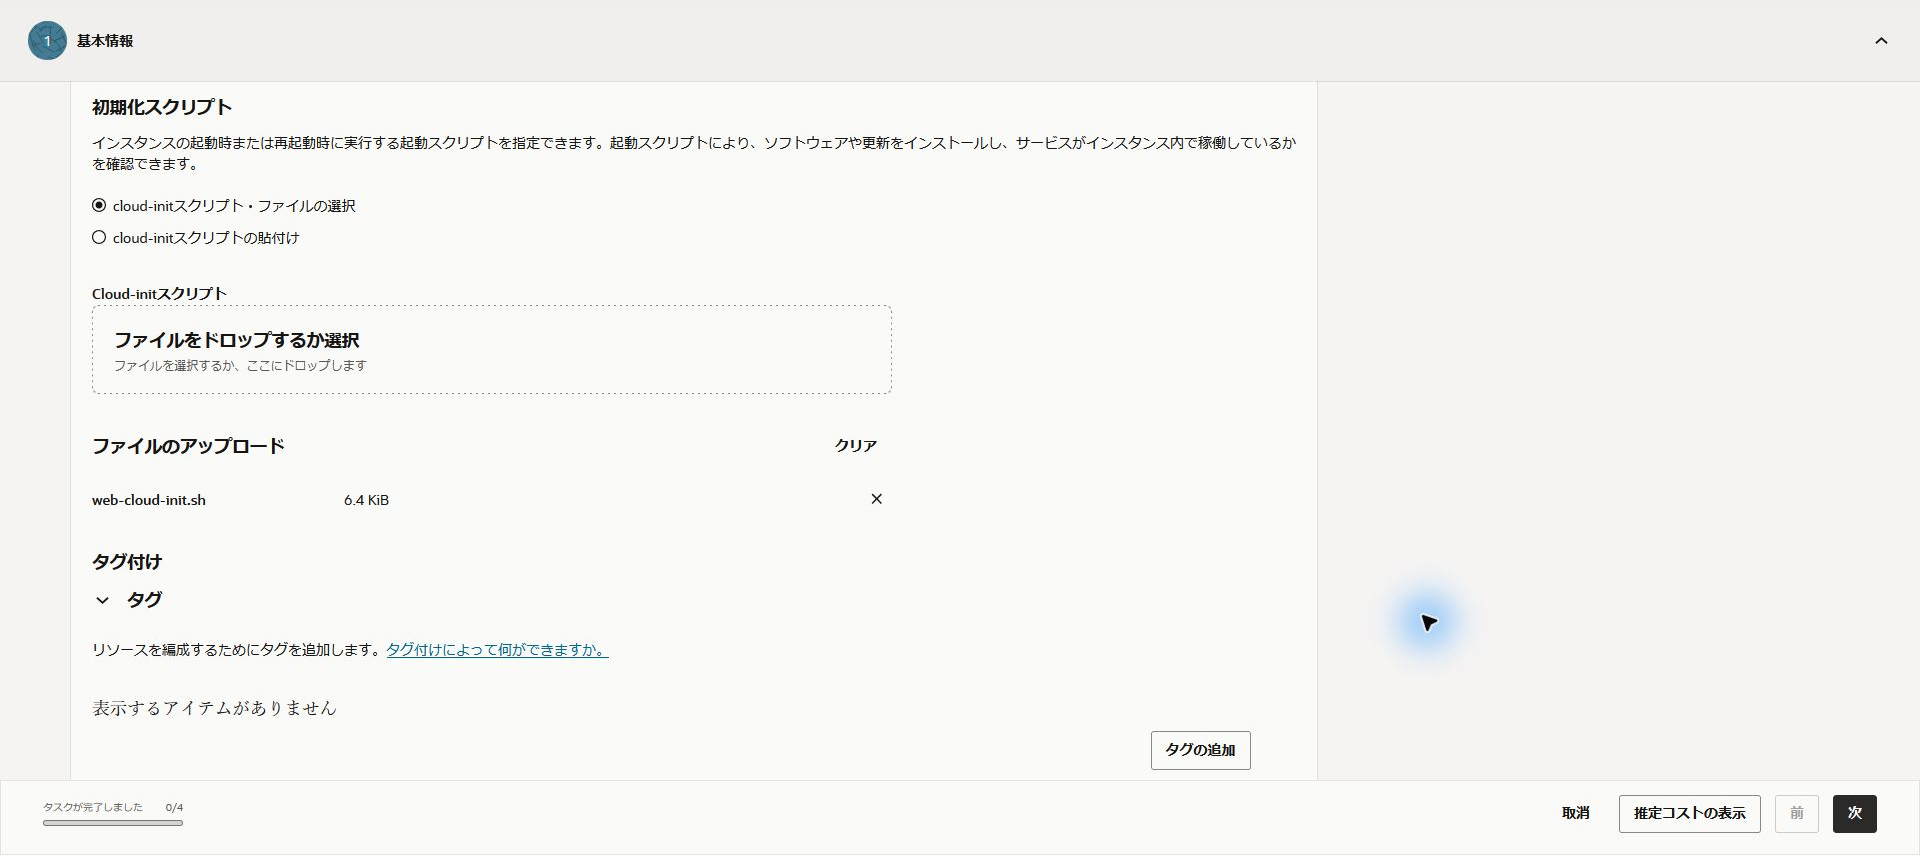 1 基本情報
初期化スクリプト
インスタンスの起動時または再起動時に実行する起動スクリプトを指定できます。起動スクリプトにより、ソフトウェアや更新をインストールし、サービスがインスタンス内で稼働しているか
を確認できます。
cloud-initスクリプト・ファイルの選択
cloud-initスクリプトの貼付け
Cloud-initスクリプト
ファイルをドロップするか選択
ファイルを選択するか、ここにドロップします
ファイルのアップロード クリア
web-cloud-init.sh 6.4 KiB
タグ付け
タグ
リソースを編成するためにタグを追加します。タグ付けによって何ができますか。
表示するアイテムがありません
タグの追加
タスクが完了しました 0/4
取消 推定コストの表示 前 次